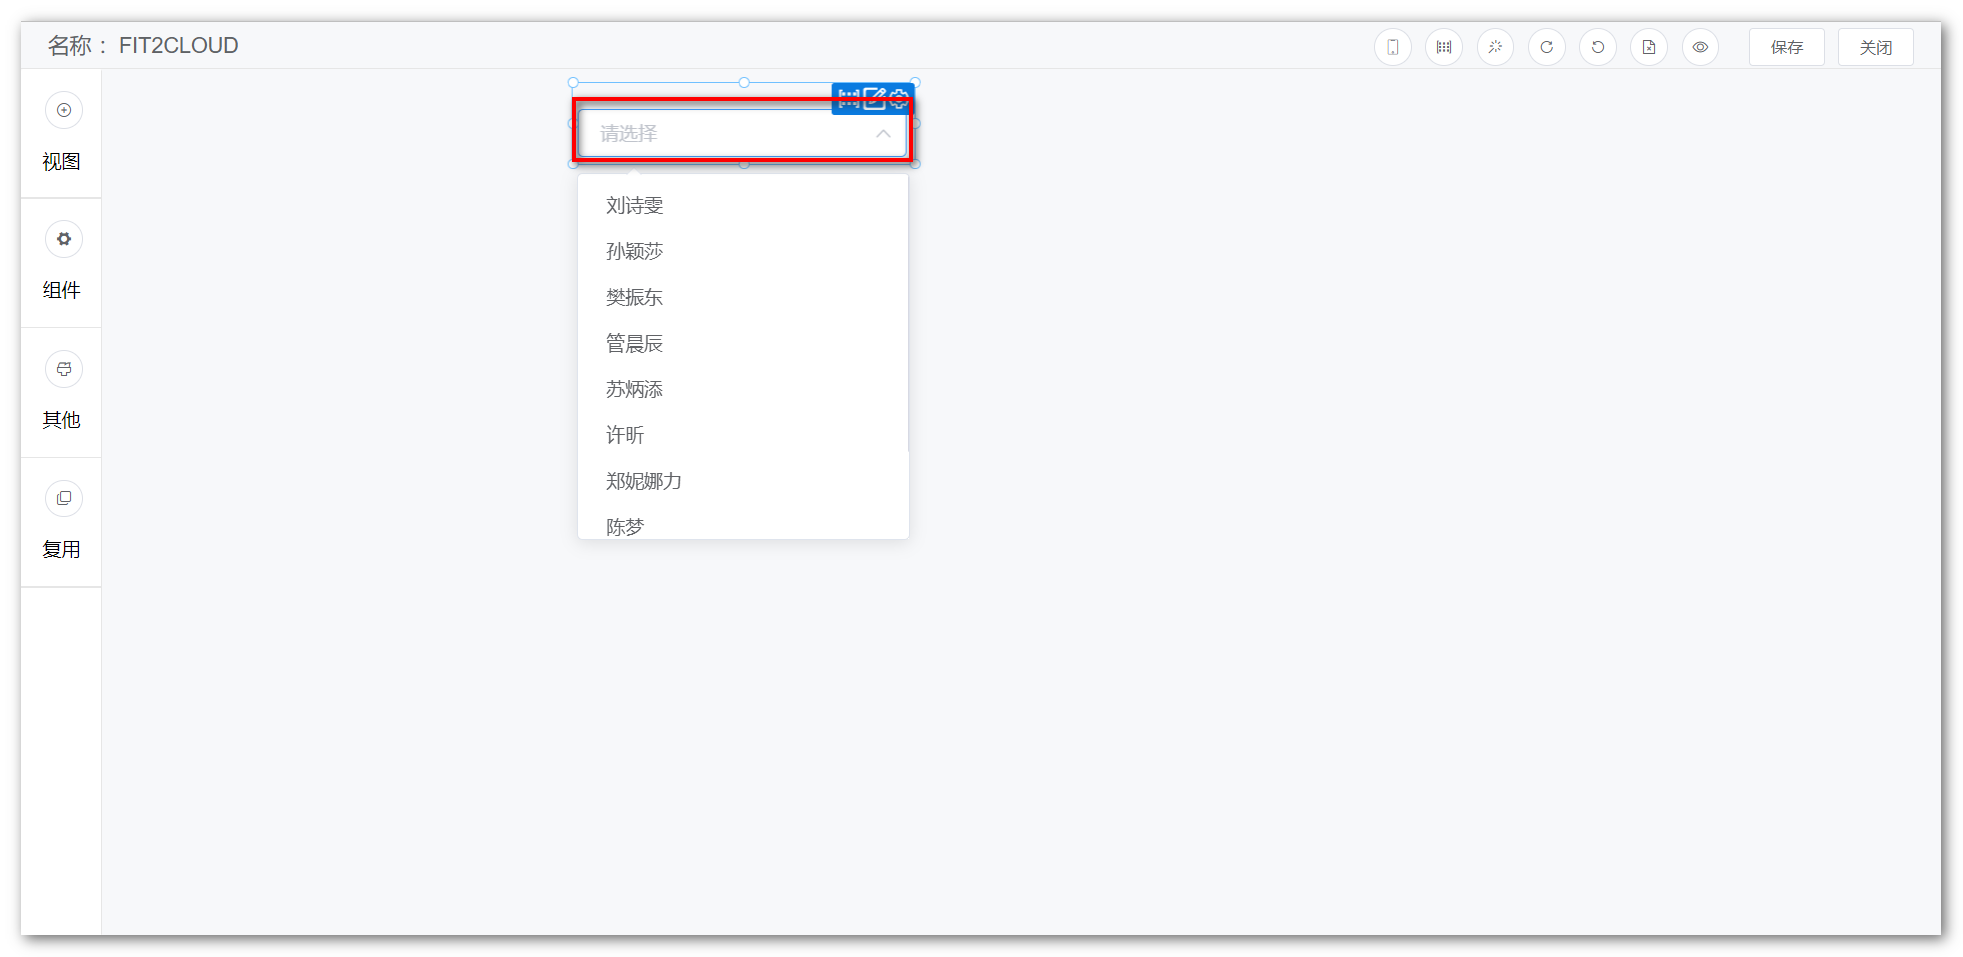 名称 ： FIT2CLOUD
保存
关闭
视图
组件
其他
复用
请选择
刘诗雯
孙颖莎
樊振东
管晨辰
苏炳添
许昕
郑妮娜力
陈梦